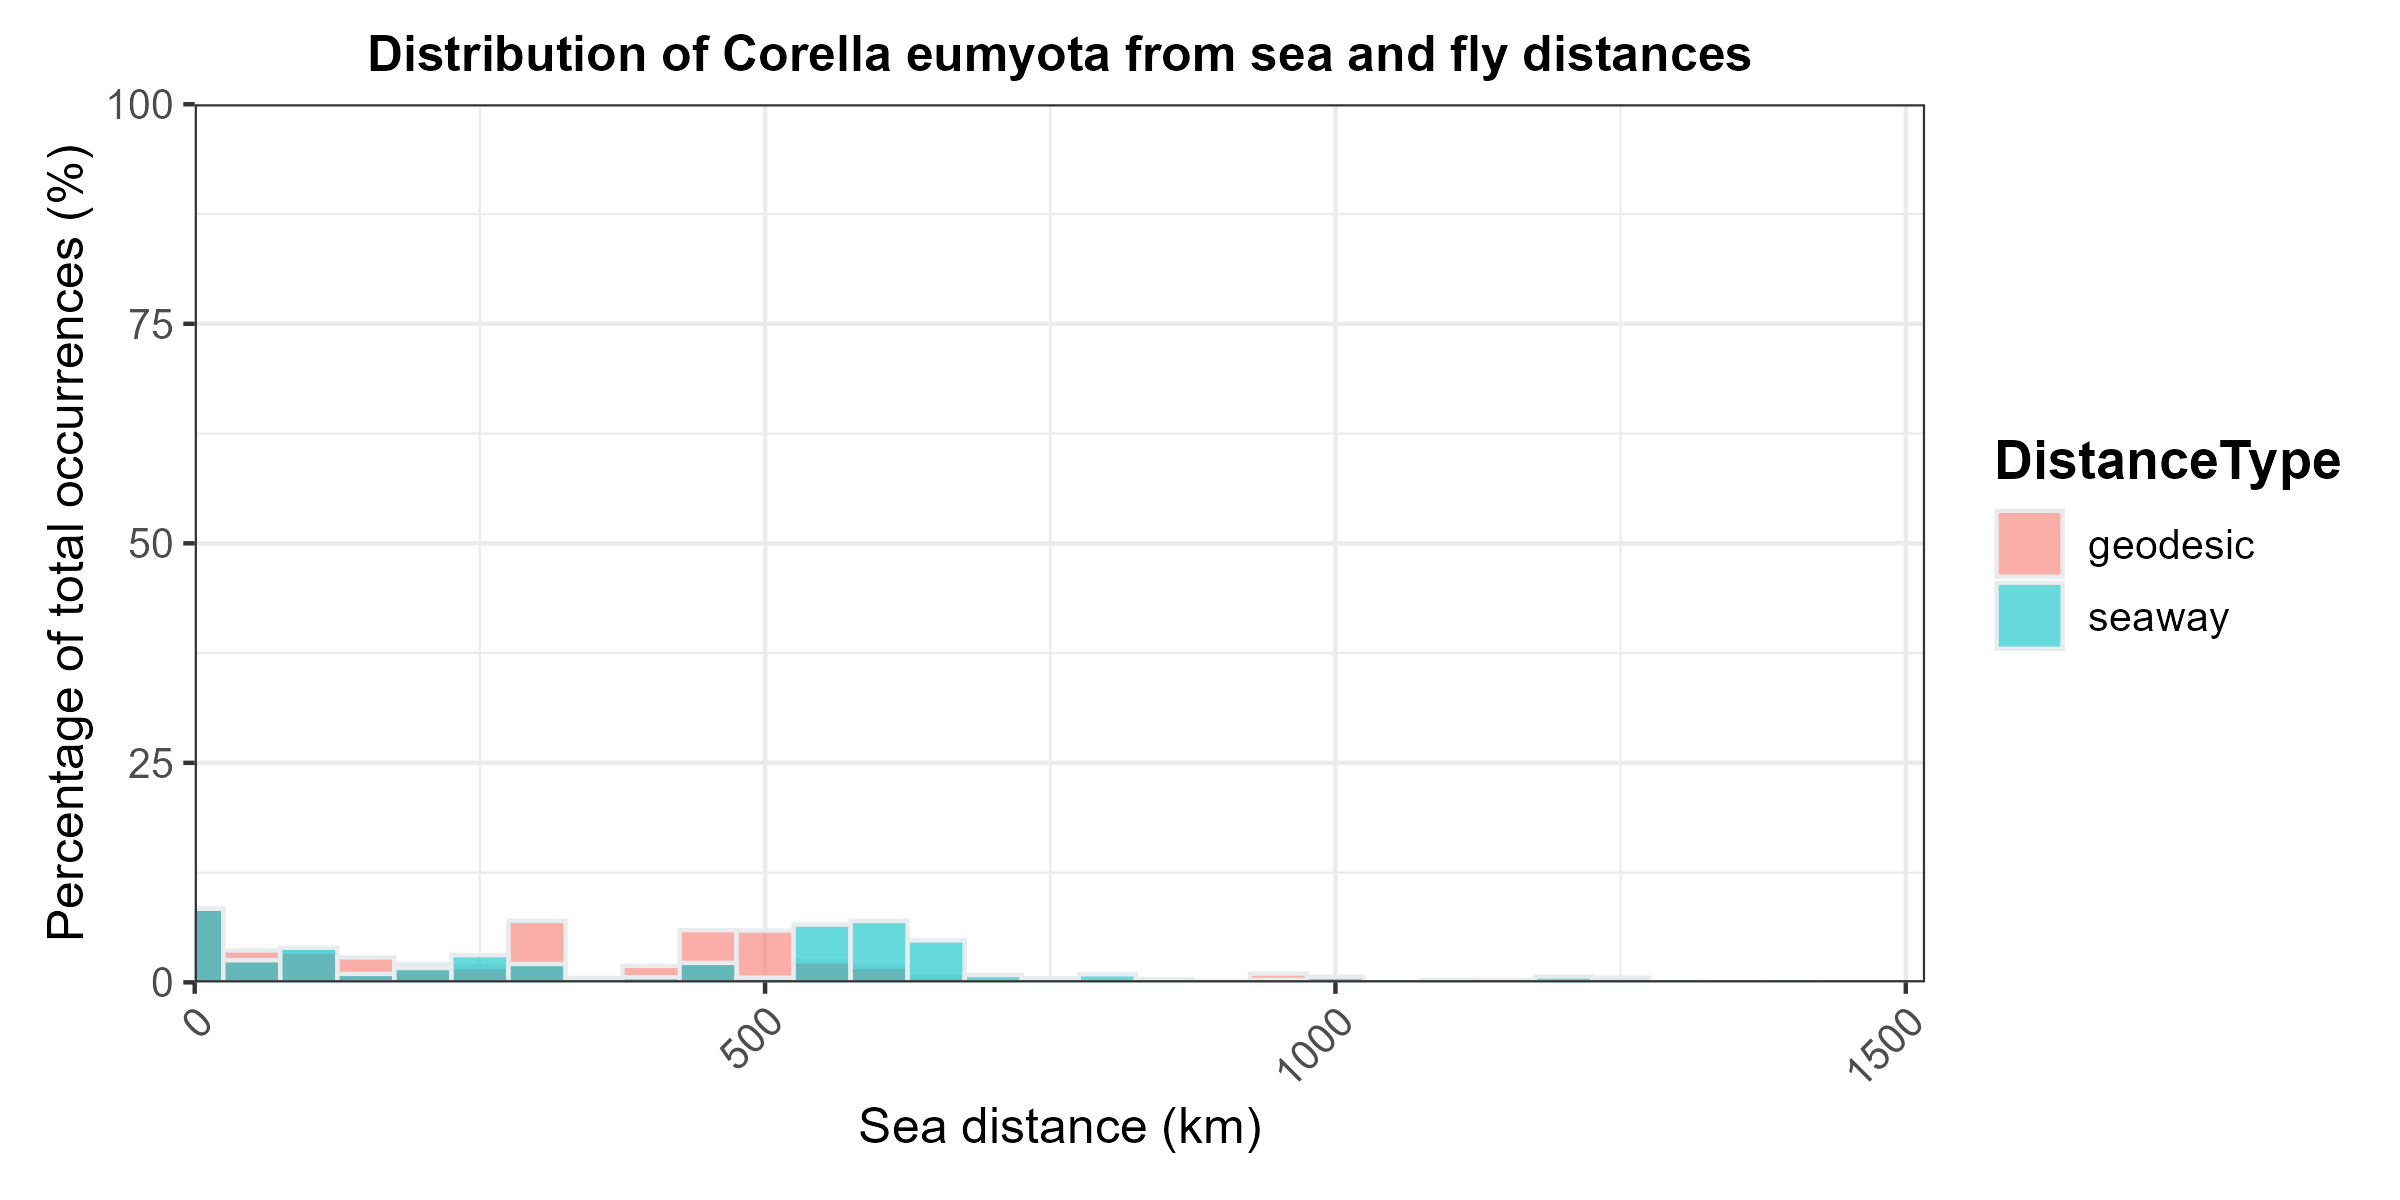 Distribution of Corella eumyota from sea and fly distances
Percentage of total occurrences (%)
100
75
50
25
0
0
500
1000
1500
Sea distance (km)
DistanceType
geodesic
seaway